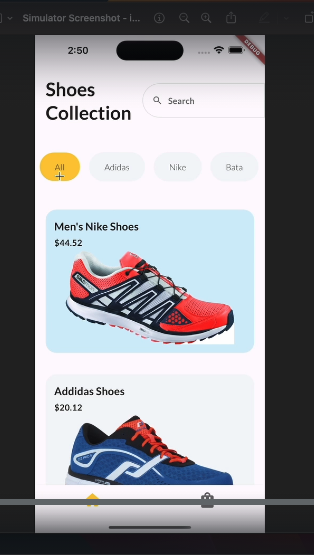 Simulator Screenshot - i...
2:50
DEBUG
Shoes
Collection
Search
All
Adidas
Nike
Bata
Men's Nike Shoes
$44.52
Addidas Shoes
$20.12